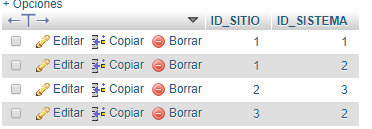 + Opciones
←T→ ID_SITIO ID_SISTEMA
Editar Copiar Borrar 1 1
Editar Copiar Borrar 1 2
Editar Copiar Borrar 2 3
Editar Copiar Borrar 3 2